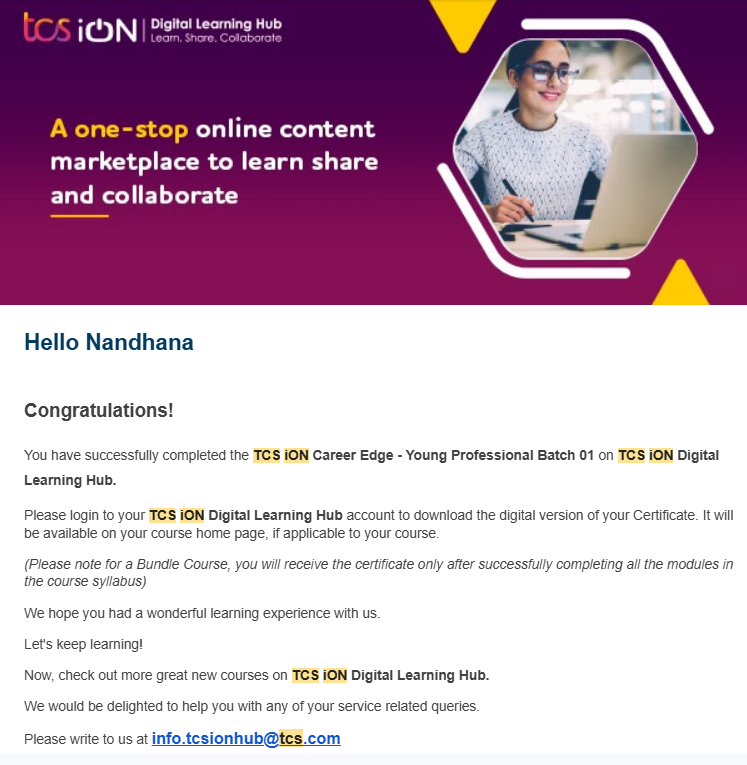 tcs iON Digital Learning Hub
Learn. Share. Collaborate
A one-stop online content
marketplace to learn share
and collaborate
Hello Nandhana
Congratulations!
You have successfully completed the TCS iON Career Edge - Young Professional Batch 01 on TCS iON Digital
Learning Hub.
Please login to your TCS iON Digital Learning Hub account to download the digital version of your Certificate. It will
be available on your course home page, if applicable to your course.
(Please note for a Bundle Course, you will receive the certificate only after successfully completing all the modules in
the course syllabus)
We hope you had a wonderful learning experience with us.
Let's keep learning!
Now, check out more great new courses on TCS iON Digital Learning Hub.
We would be delighted to help you with any of your service related queries.
Please write to us at info.tcsionhub@tcs.com